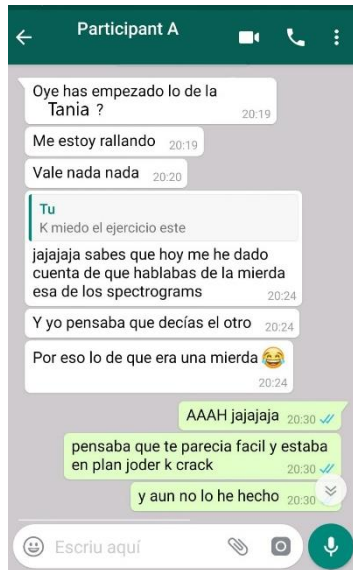 Participant A
Oye has empezado lo de la
Tania ?
20:19
Me estoy rallando 20:19
Vale nada nada 20:20
Tu
K miedo el ejercicio este
jajajaja sabes que hoy me he dado
cuenta de que hablabas de la mierda
esa de los spectrograms
20:24
Y yo pensaba que decías el otro 20:24
Por eso lo de que era una mierda 😂
20:24
AAAH jajajaja 20:30
pensaba que te parecia facil y estaba
en plan joder k crack
20:30
y aun no lo he hecho 20:30
Escriu aquí